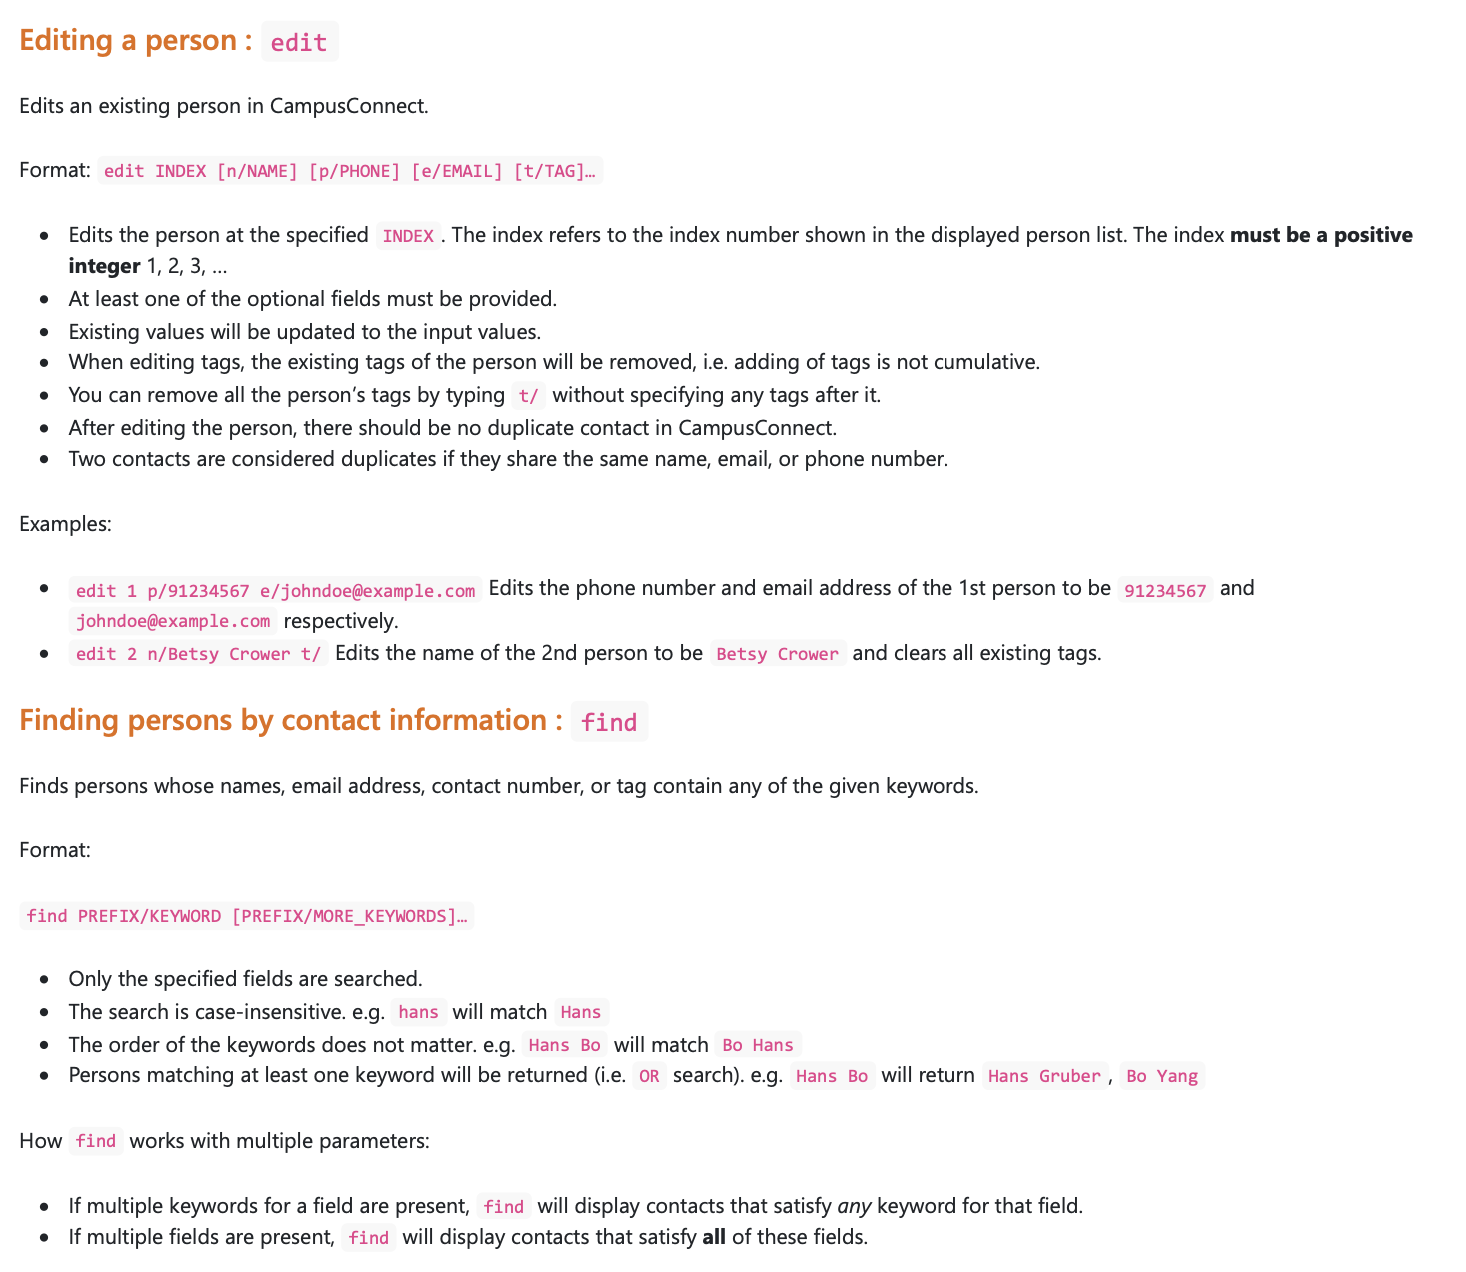 Editing a person : edit
Edits an existing person in CampusConnect.
Format: edit INDEX [n/NAME] [p/PHONE] [e/EMAIL] [t/TAG]…
• Edits the person at the specified INDEX. The index refers to the index number shown in the displayed person list. The index must be a positive
integer 1, 2, 3, …
• At least one of the optional fields must be provided.
• Existing values will be updated to the input values.
• When editing tags, the existing tags of the person will be removed, i.e. adding of tags is not cumulative.
• You can remove all the person’s tags by typing t/ without specifying any tags after it.
• After editing the person, there should be no duplicate contact in CampusConnect.
• Two contacts are considered duplicates if they share the same name, email, or phone number.
Examples:
• edit 1 p/91234567 e/johndoe@example.com Edits the phone number and email address of the 1st person to be 91234567 and
johndoe@example.com respectively.
• edit 2 n/Betsy Crower t/ Edits the name of the 2nd person to be Betsy Crower and clears all existing tags.
Finding persons by contact information : find
Finds persons whose names, email address, contact number, or tag contain any of the given keywords.
Format:
find PREFIX/KEYWORD [PREFIX/MORE_KEYWORDS]…
• Only the specified fields are searched.
• The search is case-insensitive. e.g. hans will match Hans
• The order of the keywords does not matter. e.g. Hans Bo will match Bo Hans
• Persons matching at least one keyword will be returned (i.e. OR search). e.g. Hans Bo will return Hans Gruber, Bo Yang
How find works with multiple parameters:
• If multiple keywords for a field are present, find will display contacts that satisfy any keyword for that field.
• If multiple fields are present, find will display contacts that satisfy all of these fields.